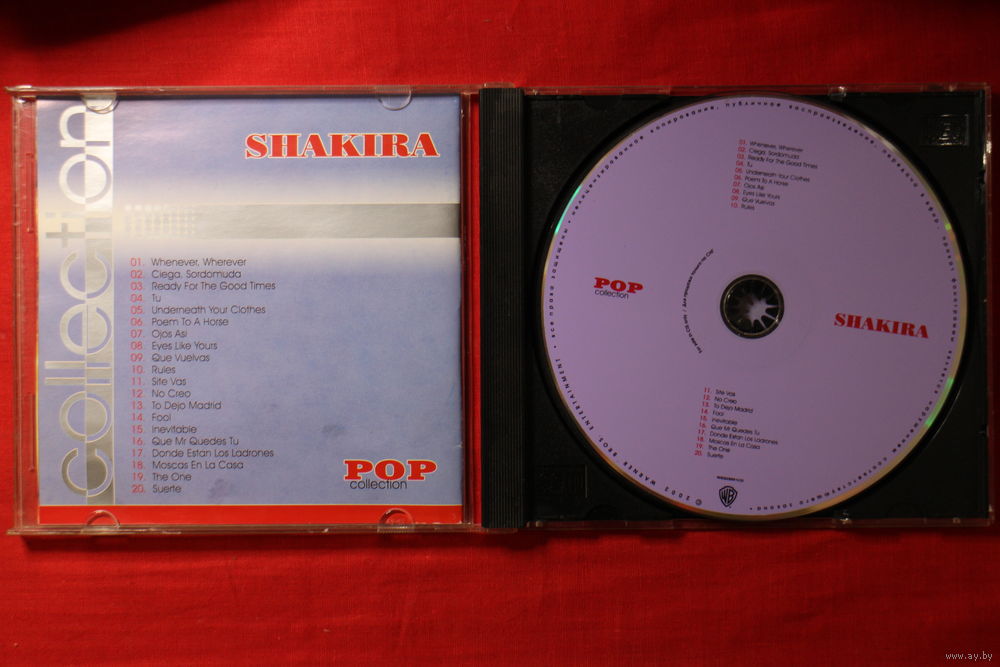 collection
SHAKIRA
01. Whenever, Wherever
02. Ciega. Sordomuda
03. Ready For The Good Times
04. Tu
05. Underneath Your Clothes
06. Poem To A Horse
07. Ojos Asi
08. Eyes Like Yours
09. Que Vuelvas
10. Rules
11. Site Vas
12. No Creo
13. To Dejo Madrid
14. Fool
15. Inevitable
16. Que Mr Quedes Tu
17. Donde Estan Los Ladrones
18. Moscas En La Casa
19. The One
20. Suerte
POP
collection
01. Whenever, Wherever
02. Ciega. Sordomuda
03. Ready For The Good Times
04. Tu
05. Underneath Your Clothes
06. Poem To A Horse
07. Ojos Asi
08. Eyes Like Yours
09. Que Vuelvas
10. Rules
POP
collection
SHAKIRA
11. Site Vas
12. No Creo
13. To Dejo Madrid
14. Fool
15. Inevitable
16. Que Mr Quedes Tu
17. Donde Estan Los Ladrones
18. Moscas En La Casa
19. The One
20. Suerte
WB
© 2002 WARNER BROS. ENTERTAINMENT • все права защищены •
www.ay.by